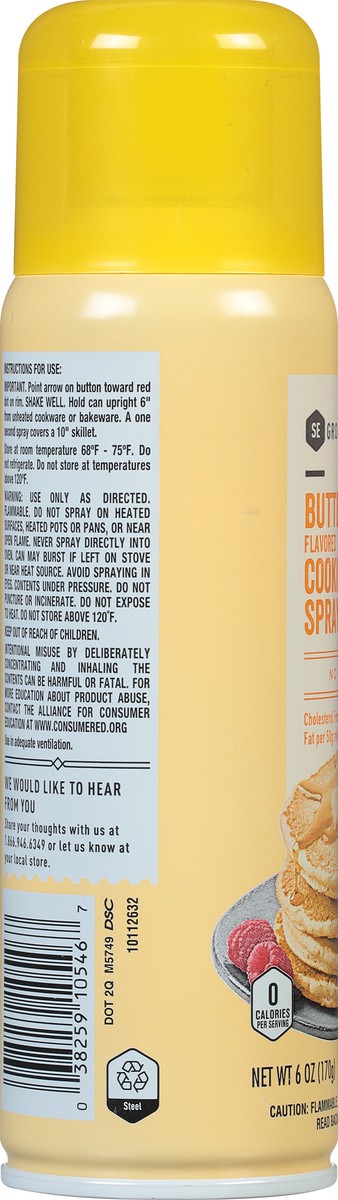 INSTRUCTIONS FOR USE:
IMPORTANT. Point arrow on button toward red
dot on rim. SHAKE WELL. Hold can upright 6"
from unheated cookware or bakeware. A one
second spray covers a 10" skillet.
Store at room temperature 68°F - 75°F. Do
not refrigerate. Do not store at temperatures
above 120°F.
WARNING: USE ONLY AS DIRECTED.
FLAMMABLE. DO NOT SPRAY ON HEATED
SURFACES, HEATED POTS OR PANS, OR NEAR
OPEN FLAME. NEVER SPRAY DIRECTLY INTO
OVEN. CAN MAY BURST IF LEFT ON STOVE
OR NEAR HEAT SOURCE. AVOID SPRAYING IN
EYES. CONTENTS UNDER PRESSURE. DO NOT
PUNCTURE OR INCINERATE. DO NOT EXPOSE
TO HEAT. DO NOT STORE ABOVE 120°F.
KEEP OUT OF REACH OF CHILDREN.
INTENTIONAL MISUSE BY DELIBERATELY
CONCENTRATING AND INHALING THE
CONTENTS CAN BE HARMFUL OR FATAL. FOR
MORE EDUCATION ABOUT PRODUCT ABUSE,
CONTACT THE ALLIANCE FOR CONSUMER
EDUCATION AT WWW.CONSUMERED.ORG
Use in adequate ventilation.
WE WOULD LIKE TO HEAR
FROM YOU
Share your thoughts with us at
1.866.946.6349 or let us know at
your local store.
0 38259 10546 7
DOT 2Q M5749 DSC
10112632
Steel
SE GRO
BUTT
FLAVORED
COOK
SPRA
NO
Cholesterol F
Fat per 50g
0
CALORIES
PER SERVING
NET WT 6 OZ (170g)
CAUTION: FLAMMABLE.
READ BAC